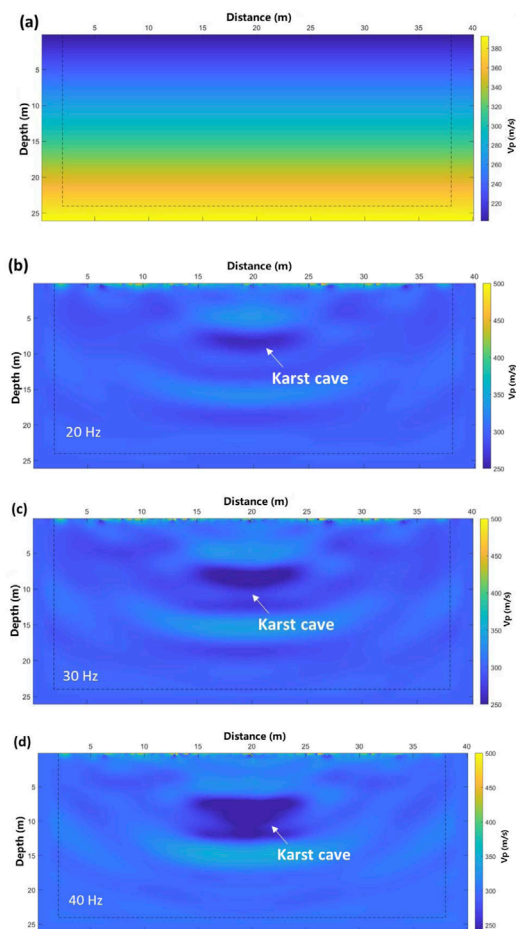 (a)
Distance (m)
5 10 15 20 25 30 35 40
Depth (m)
5
10
15
20
25
380
360
340
320
300
280
260
240
220
Vp (m/s)
(b)
Distance (m)
5 10 15 20 25 30 35 40
Depth (m)
5
10
15
20
25
Karst cave
20 Hz
500
450
400
350
300
250
Vp (m/s)
(c)
Distance (m)
5 10 15 20 25 30 35 40
Depth (m)
5
10
15
20
25
Karst cave
30 Hz
500
450
400
350
300
250
Vp (m/s)
(d)
Distance (m)
5 10 15 20 25 30 35 40
Depth (m)
5
10
15
20
25
Karst cave
40 Hz
500
450
400
350
300
Vp (m/s)